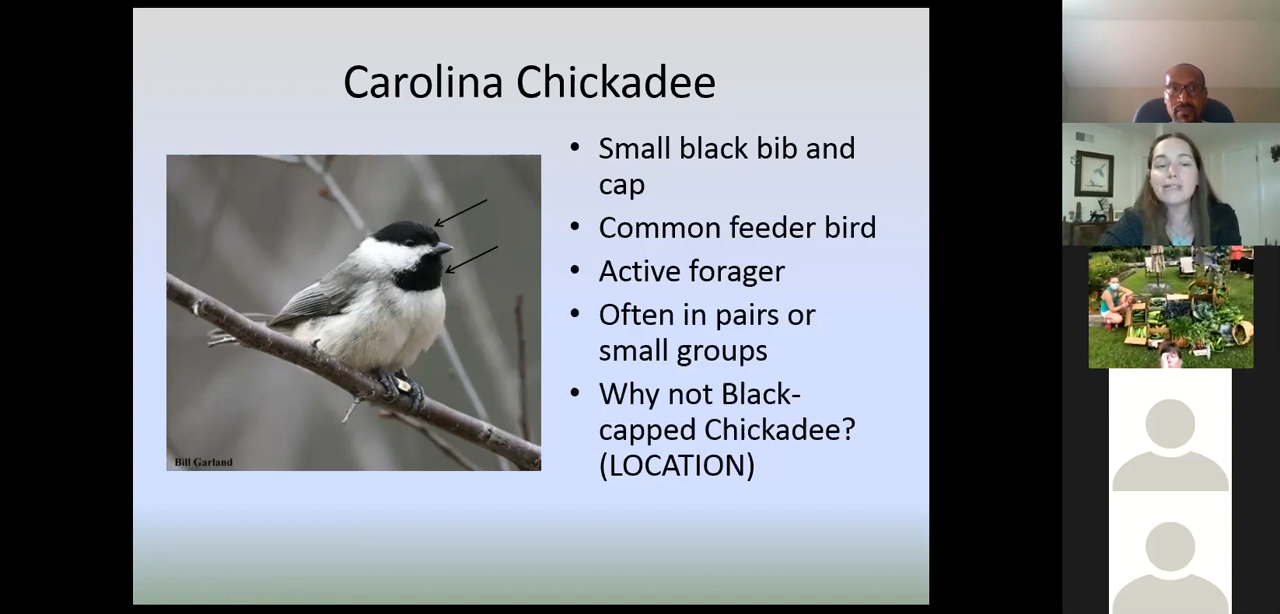 Carolina Chickadee
• Small black bib and
cap
• Common feeder bird
• Active forager
• Often in pairs or
small groups
• Why not Black-
capped Chickadee?
(LOCATION)
Bill Garland